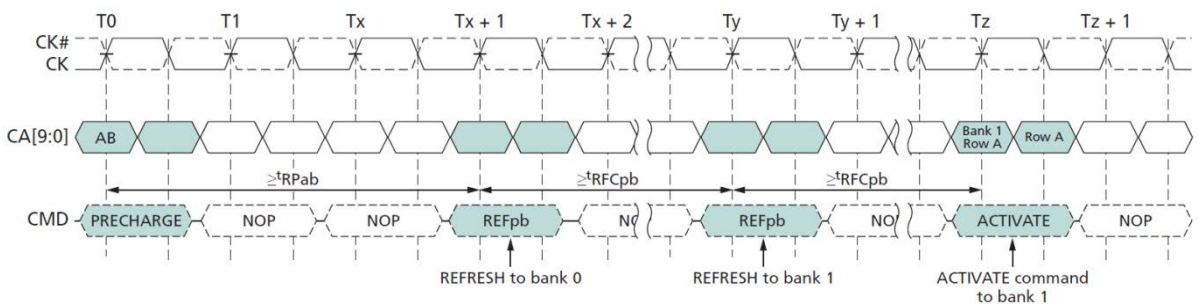 T0 T1 Tx Tx + 1 Tx + 2 Ty Ty + 1 Tz Tz + 1
CK#
CK
CA[9:0] AB Bank 1 Row A
Row A
≥tRPab ≥tRFCpb ≥tRFCpb
CMD PRECHARGE NOP NOP REFpb NO REFpb NO ACTIVATE NOP
REFRESH to bank 0 REFRESH to bank 1 ACTIVATE command
to bank 1